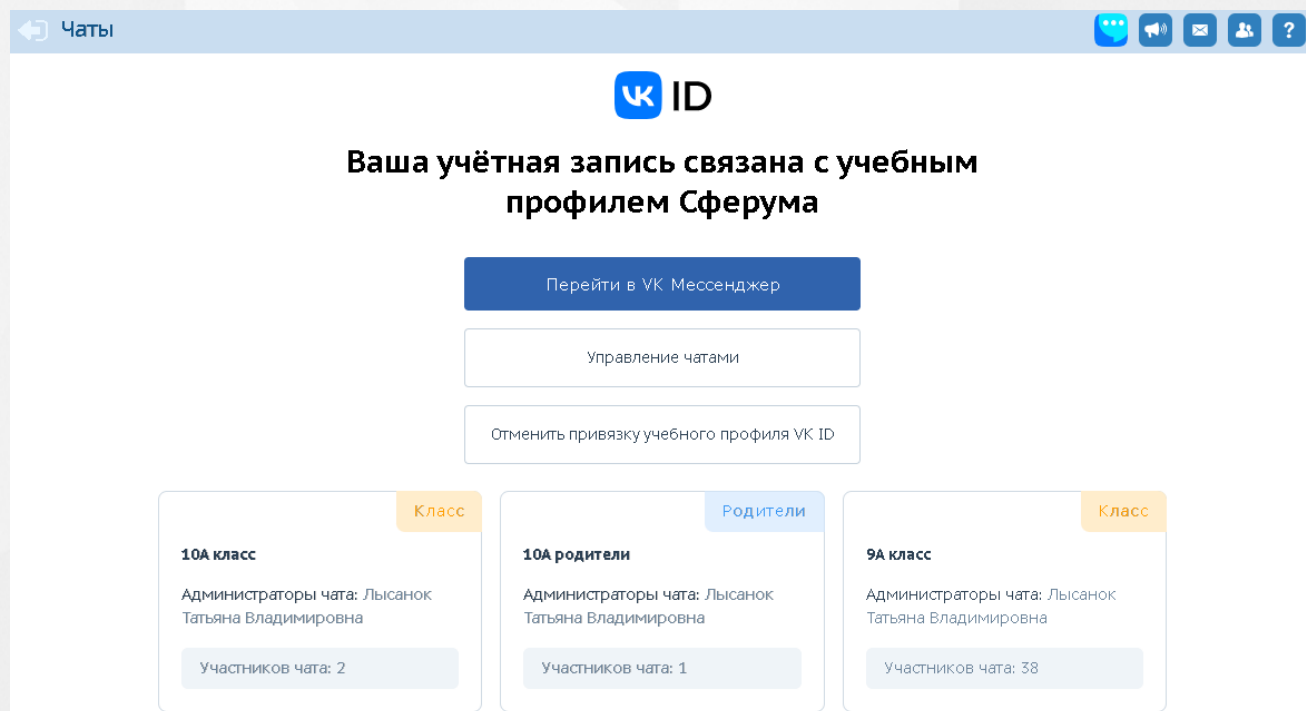 Чаты
?
VK ID
Ваша учётная запись связана с учебным
профилем Сферума
Перейти в VK Мессенджер
Управление чатами
Отменить привязку учебного профиля VK ID
Класс
10А класс
Администраторы чата: Лысанок
Татьяна Владимировна
Участников чата: 2
Родители
10А родители
Администраторы чата: Лысанок
Татьяна Владимировна
Участников чата: 1
Класс
9А класс
Администраторы чата: Лысанок
Татьяна Владимировна
Участников чата: 38